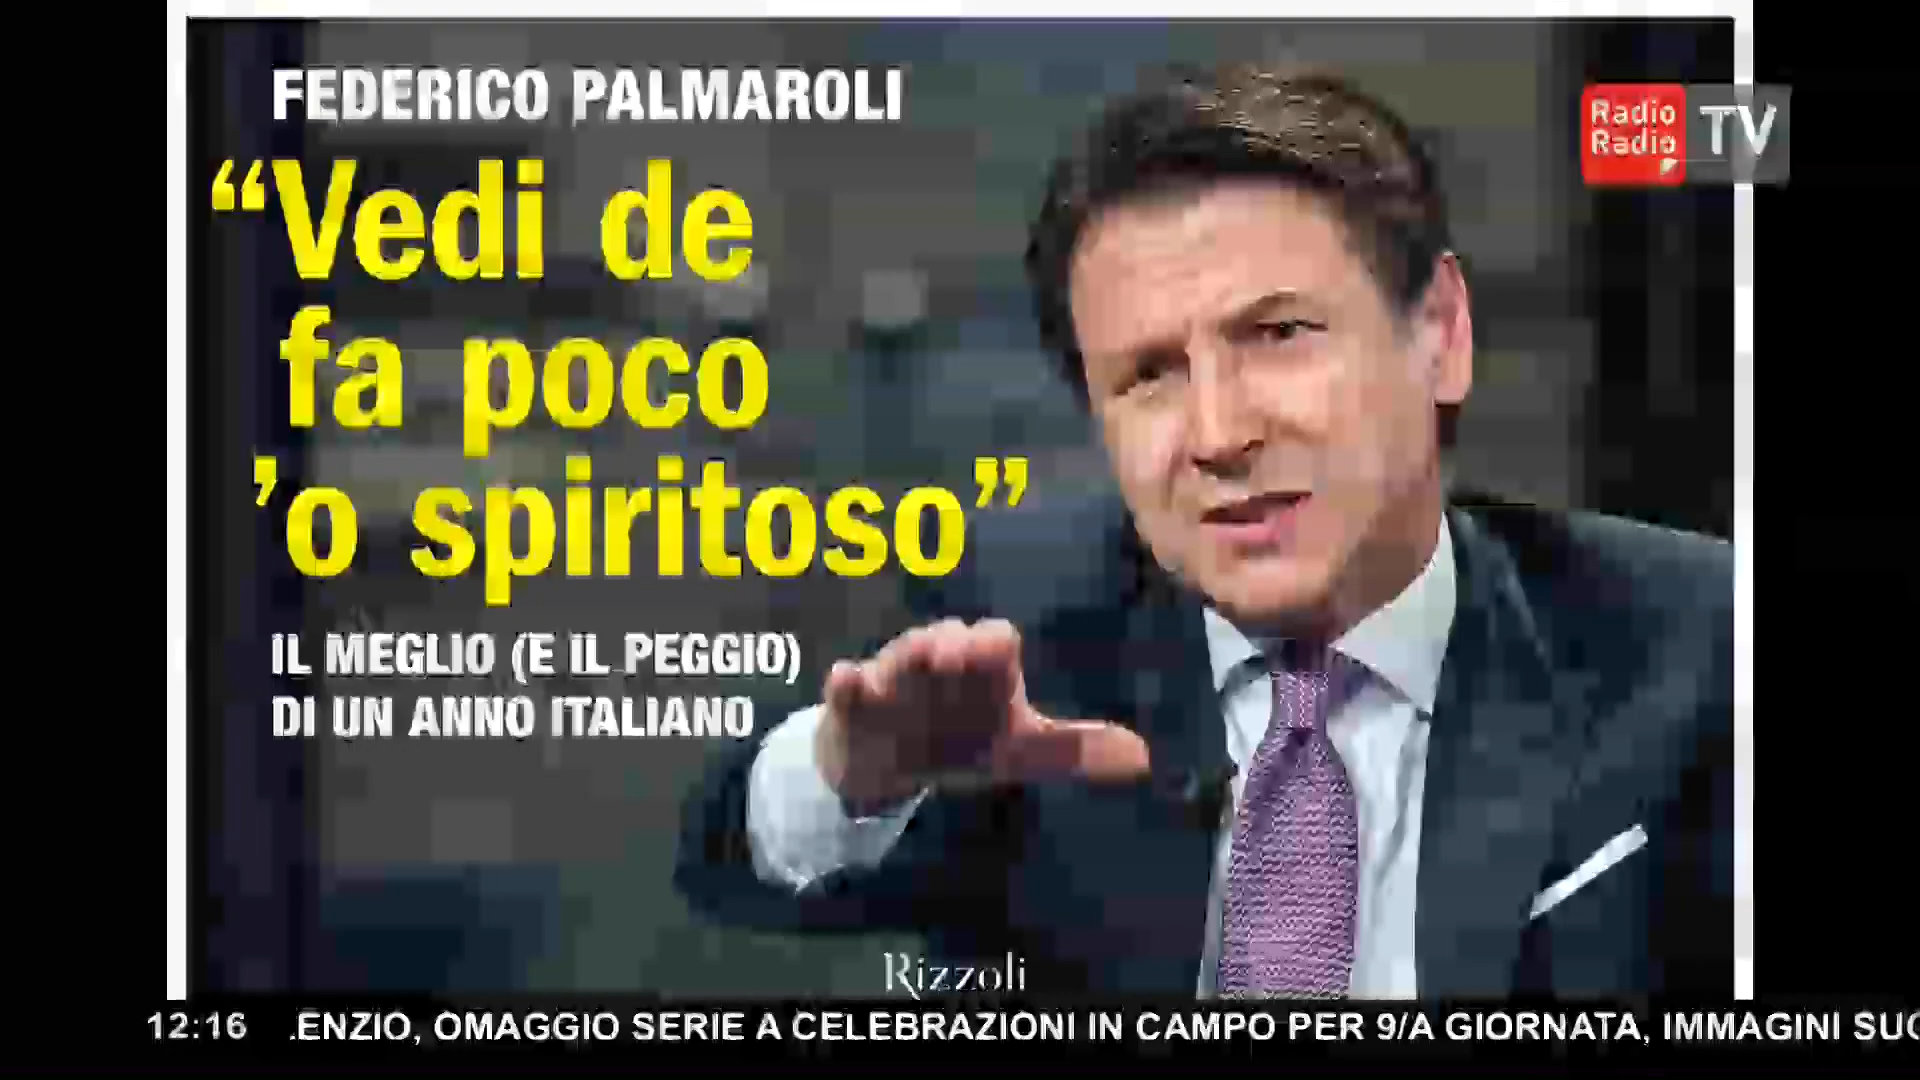 FEDERICO PALMAROLI
“Vedi de
fa poco
’o spiritoso”
IL MEGLIO (E IL PEGGIO)
DI UN ANNO ITALIANO
Rizzoli
Radio
Radio
TV
12:16 .ENZIO, OMAGGIO SERIE A CELEBRAZIONI IN CAMPO PER 9/A GIORNATA, IMMAGINI SUC